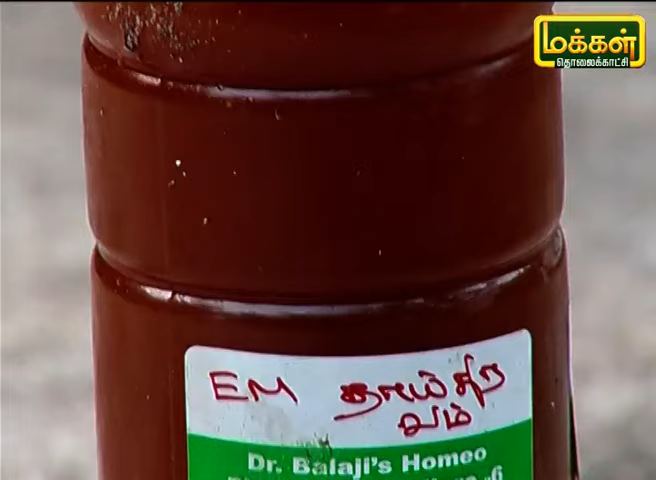 மக்கள்
தொலைக்காட்சி
EM தாய்திர
வம்
Dr. Balaji's Homeo